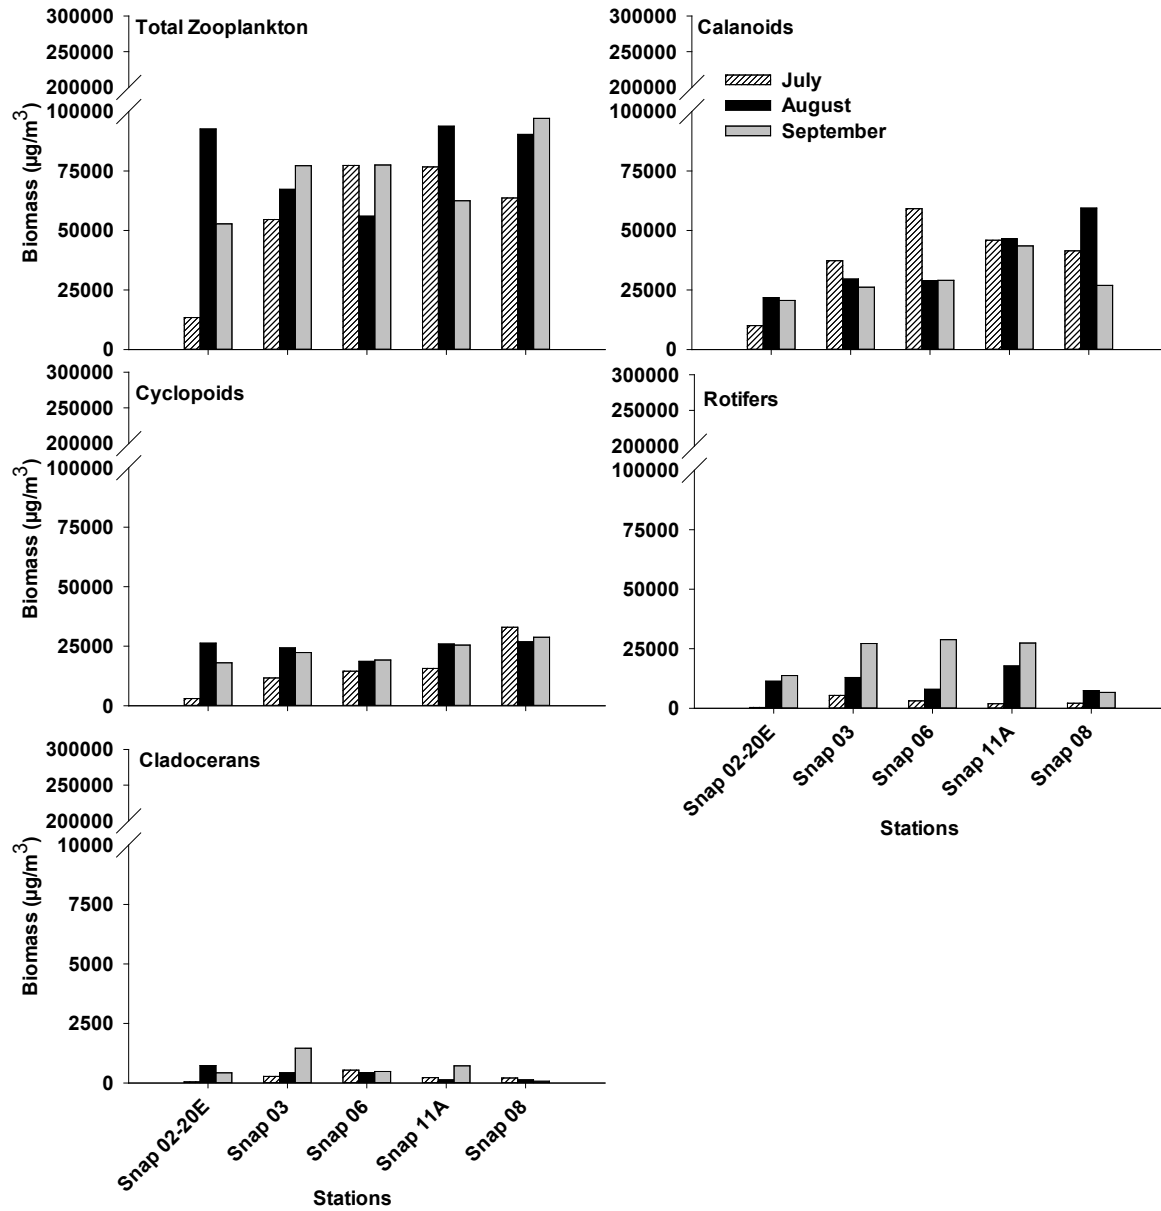 Total Zooplankton
300000
250000
200000
100000
75000
50000
25000
0
Biomass (µg/m³)
Calanoids
July
August
September
300000
250000
200000
100000
75000
50000
25000
0
Cyclopoids
300000
250000
200000
100000
75000
50000
25000
0
Biomass (µg/m³)
Rotifers
300000
250000
200000
100000
75000
50000
25000
0
Snap 02-20E
Snap 03
Snap 06
Snap 11A
Snap 08
Stations
Cladocerans
300000
250000
200000
10000
7500
5000
2500
0
Biomass (µg/m³)
Snap 02-20E
Snap 03
Snap 06
Snap 11A
Snap 08
Stations